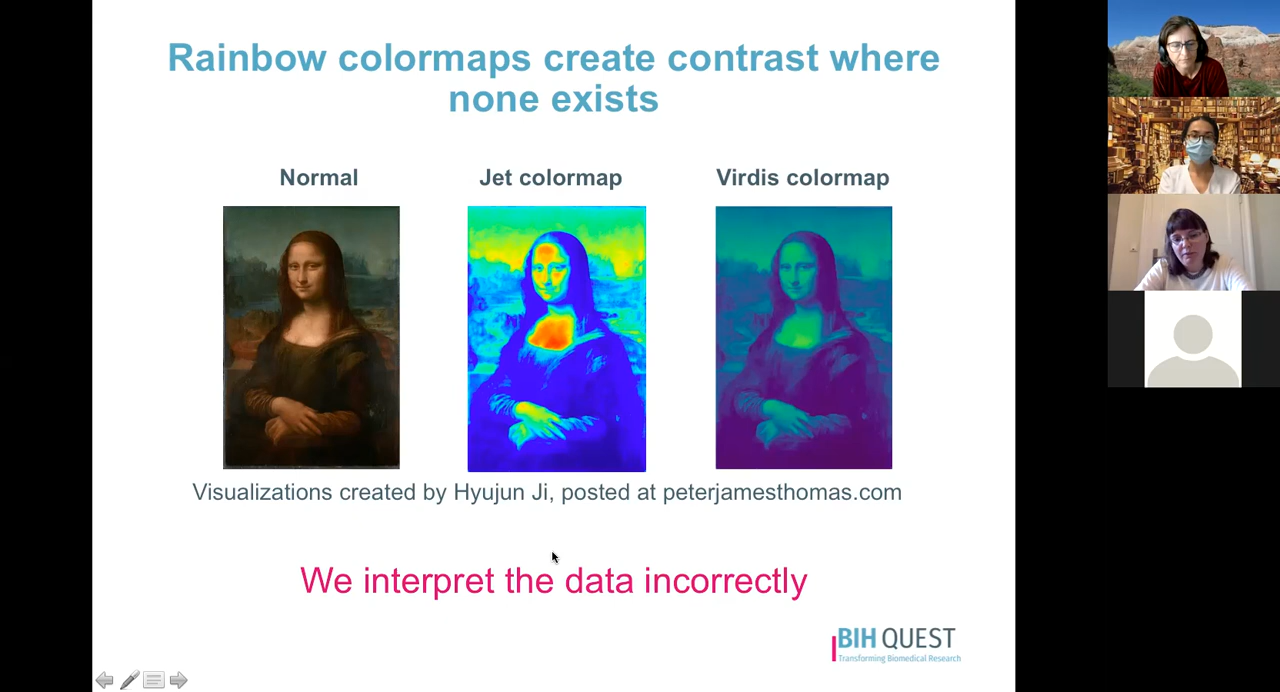 Rainbow colormaps create contrast where
none exists
Normal
Jet colormap
Virdis colormap
Visualizations created by Hyujun Ji, posted at peterjamesthomas.com
We interpret the data incorrectly
BIH QUEST
Transforming Biomedical Research